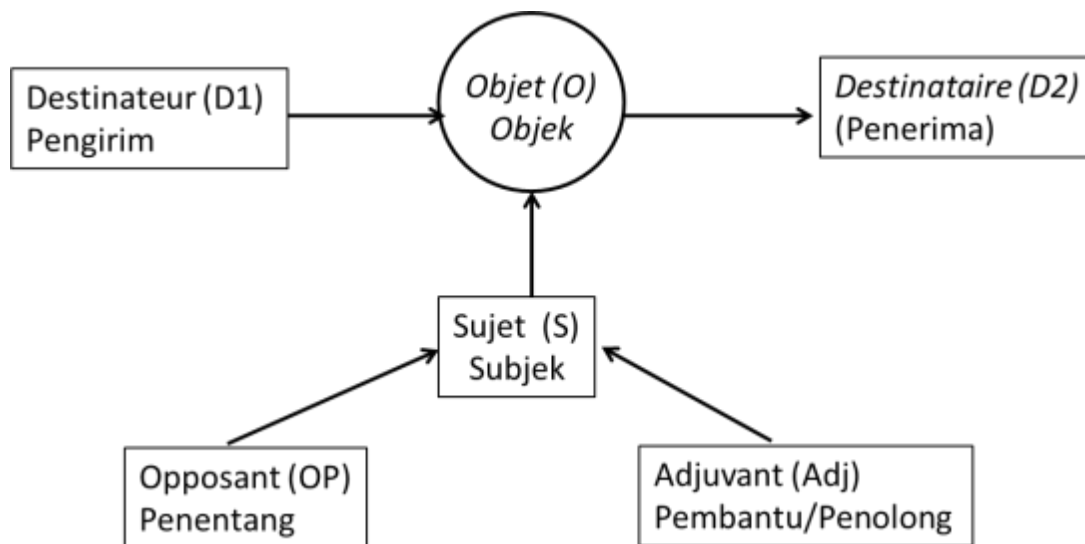 Destinateur (D1)
Pengirim
Objet (O)
Objek
Destinataire (D2)
(Penerima)
Sujet (S)
Subjek
Opposant (OP)
Penentang
Adjuvant (Adj)
Pembantu/Penolong